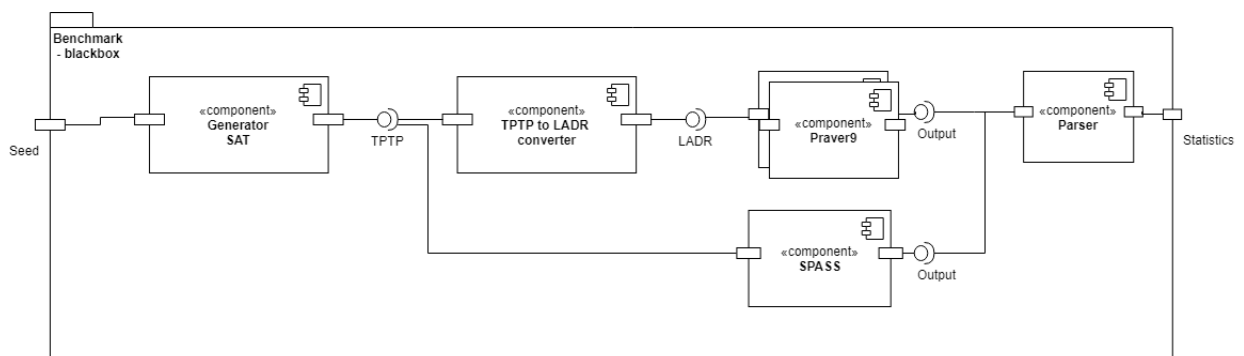 Benchmark
- blackbox
«component»
Generator
SAT
«component»
TPTP to LADR
converter
«component»
Praver9
«component»
Parser
Seed
TPTP
LADR
Output
Statistics
«component»
SPASS
Output